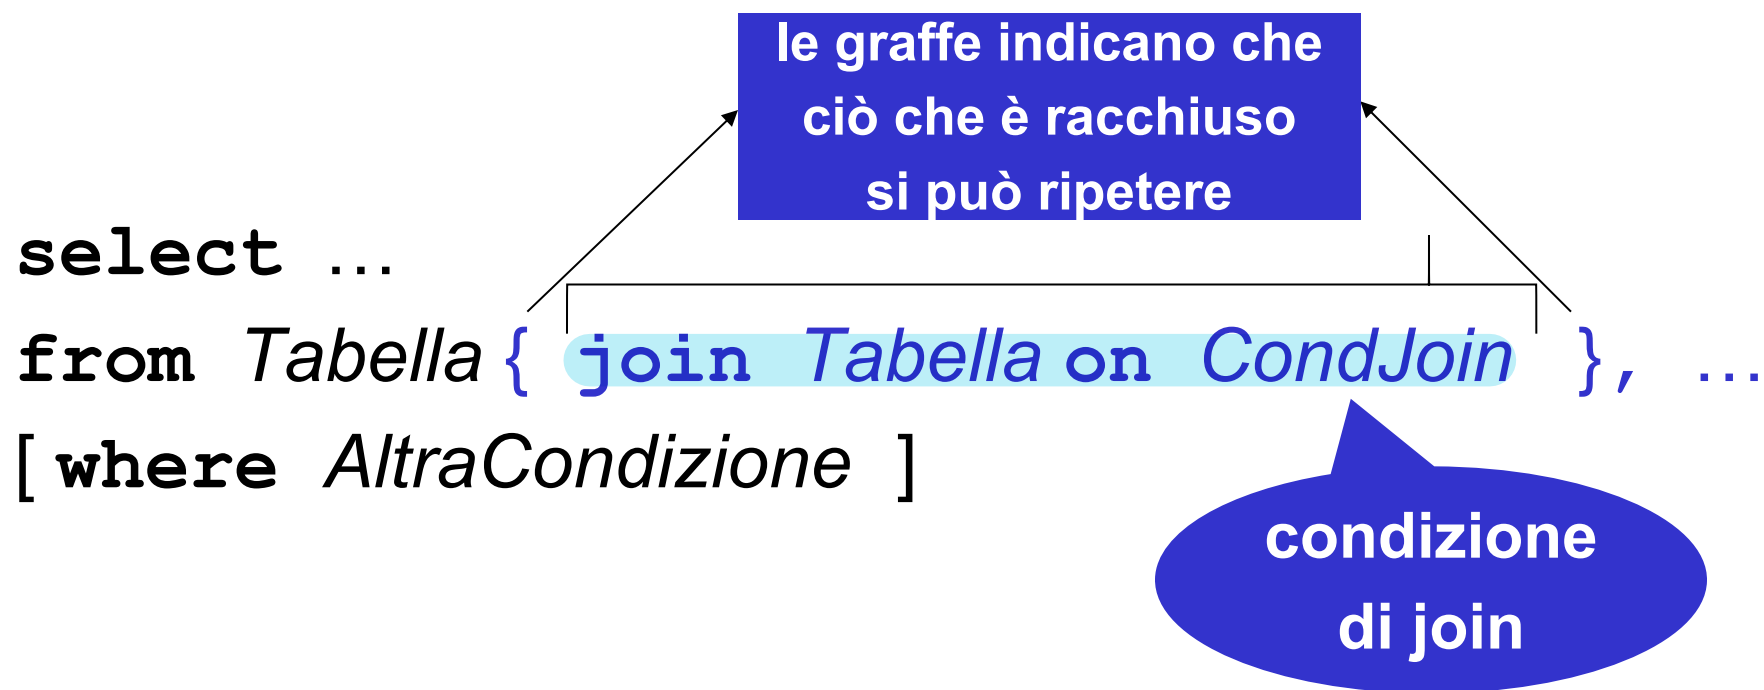 le graffe indicano che
ciò che è racchiuso
si può ripetere
select …
from Tabella { join Tabella on CondJoin }, …
[ where AltraCondizione ]
condizione
di join